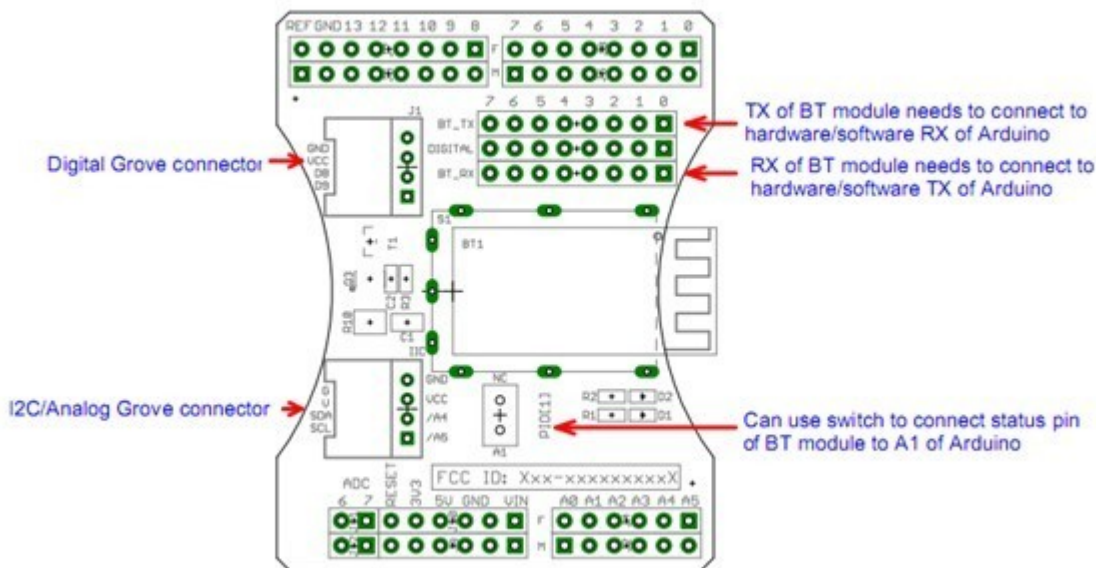 REF GND 13 12 11 10 9 8 7 6 5 4 3 2 1 0
F
M
7 6 5 4 3 2 1 0
J1
BT_TX
TX of BT module needs to connect to
hardware/software RX of Arduino
DIGITAL
BT_RX
RX of BT module needs to connect to
hardware/software TX of Arduino
Digital Grove connector
GND
VCC
D8
D9
S1
T1
BT1
C2
R3
R10
C1
IIC
I2C/Analog Grove connector
SDA
SCL
GND
VCC
/A4
/A5
NC
A1
PIO[1]
R2 D2
R1 D1
Can use switch to connect status pin
of BT module to A1 of Arduino
FCC ID: Xxx-xxxxxxxxxX
ADC
6 7 RESET 3V3 5V GND VIN A0 A1 A2 A3 A4 A5
F
M